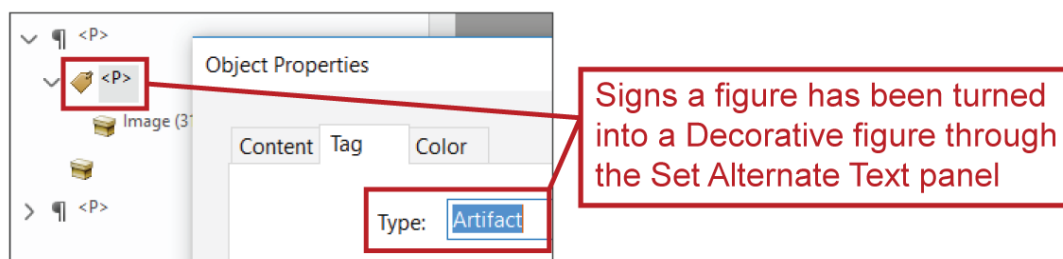 <P>
<P>
Image (31
<P>
Object Properties
Content Tag Color
Type: Artifact
Signs a figure has been turned
into a Decorative figure through
the Set Alternate Text panel